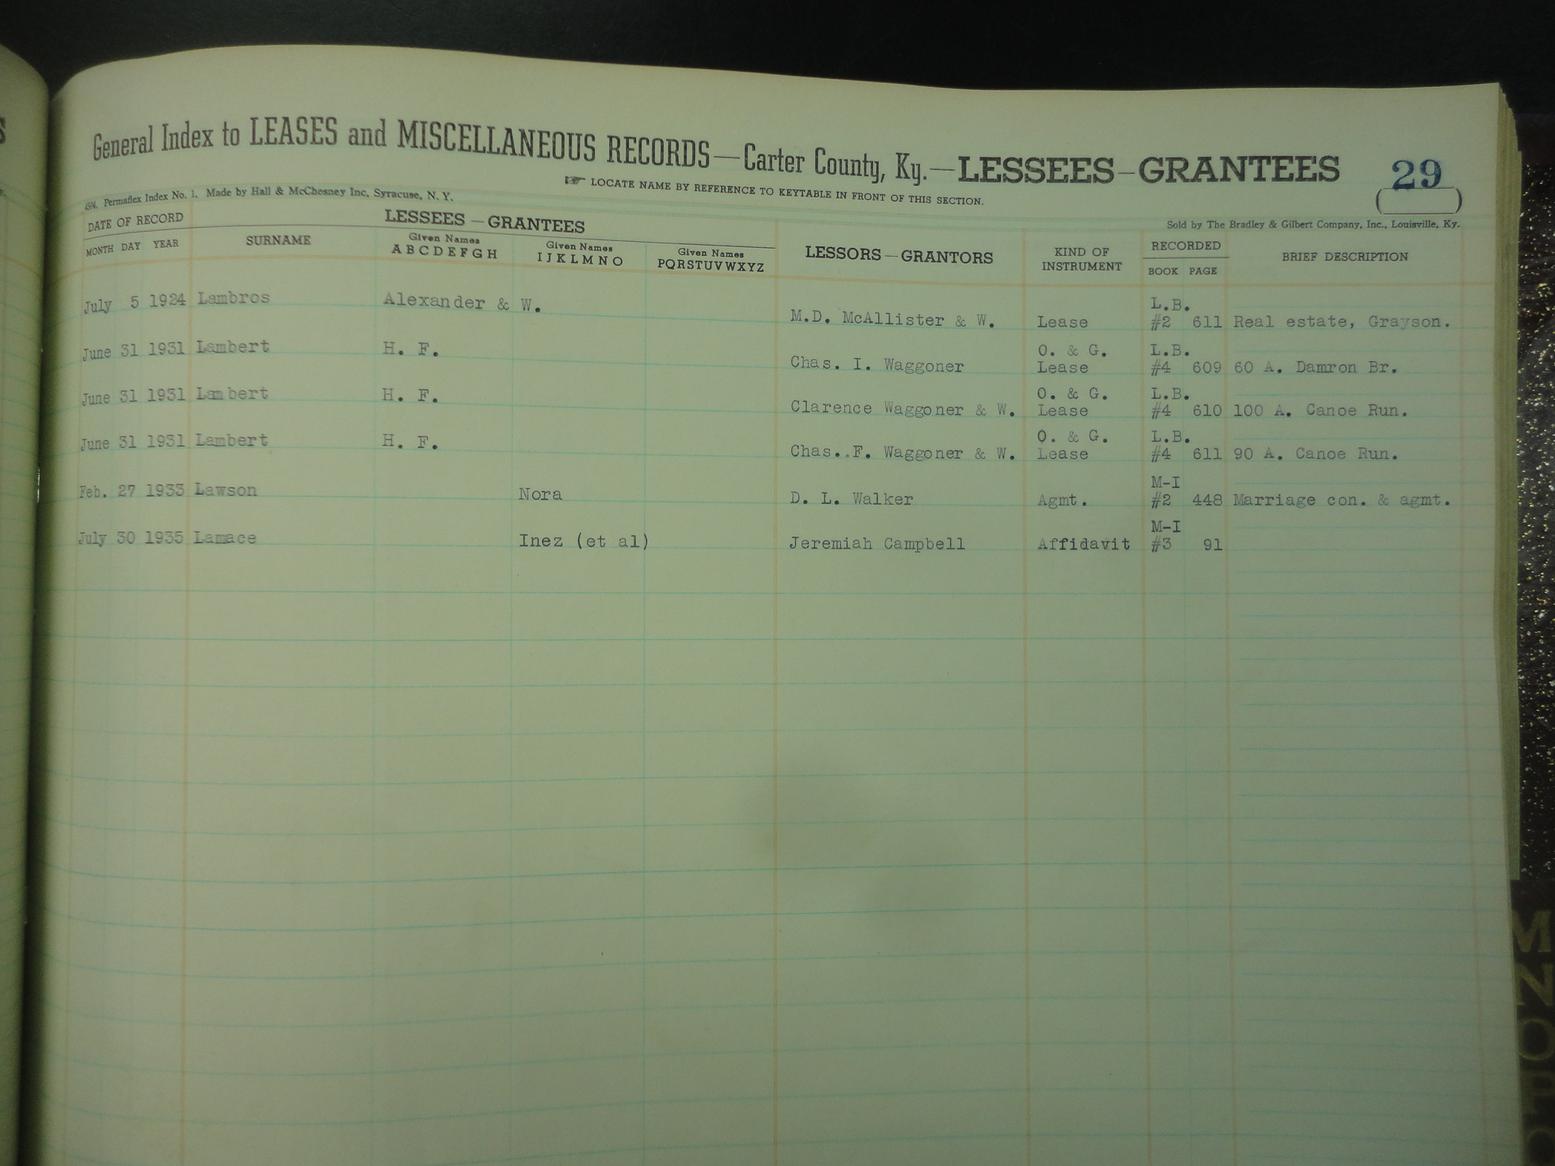 General Index to LEASES and MISCELLANEOUS RECORDS—Carter County, Ky.—LESSEES-GRANTEES 29
Permaflex Index No. 1. Made by Hall & McChesney Inc, Syracuse, N. Y.
☞ LOCATE NAME BY REFERENCE TO KEYTABLE IN FRONT OF THIS SECTION.
Sold by The Bradley & Gilbert Company, Inc., Louisville, Ky.
DATE OF RECORD LESSEES — GRANTEES LESSORS — GRANTORS KIND OF INSTRUMENT RECORDED BRIEF DESCRIPTION
MONTH DAY YEAR SURNAME Given Names A B C D E F G H Given Names I J K L M N O Given Names PQRSTUVWXYZ BOOK PAGE
July 5 1924 Lambros Alexander & W. M.D. McAllister & W. Lease L.B. #2 611 Real estate, Grayson.
June 31 1931 Lambert H. F. Chas. I. Waggoner O. & G. Lease L.B. #4 609 60 A. Damron Br.
June 31 1931 Lambert H. F. Clarence Waggoner & W. O. & G. Lease L.B. #4 610 100 A. Canoe Run.
June 31 1931 Lambert H. F. Chas..F. Waggoner & W. O. & G. Lease L.B. #4 611 90 A. Canoe Run.
Feb. 27 1933 Lawson Nora D. L. Walker Agmt. M-I #2 448 Marriage con. & agmt.
July 30 1935 Lamace Inez (et al) Jeremiah Campbell Affidavit M-I #3 91
M
N
O